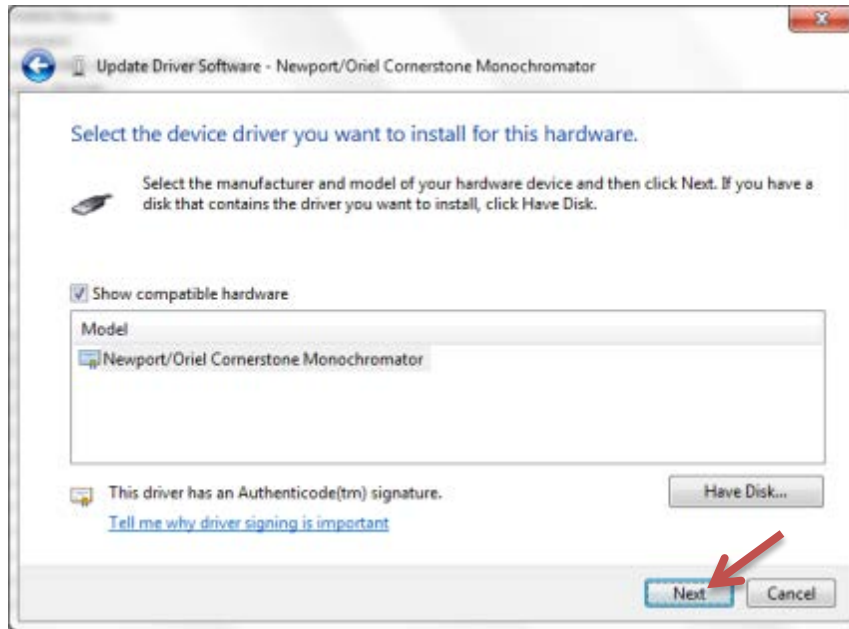 Update Driver Software - Newport/Oriel Cornerstone Monochromator
Select the device driver you want to install for this hardware.
Select the manufacturer and model of your hardware device and then click Next. If you have a
disk that contains the driver you want to install, click Have Disk.
Show compatible hardware
Model
Newport/Oriel Cornerstone Monochromator
This driver has an Authenticode(tm) signature.
Have Disk...
Tell me why driver signing is important
Next
Cancel